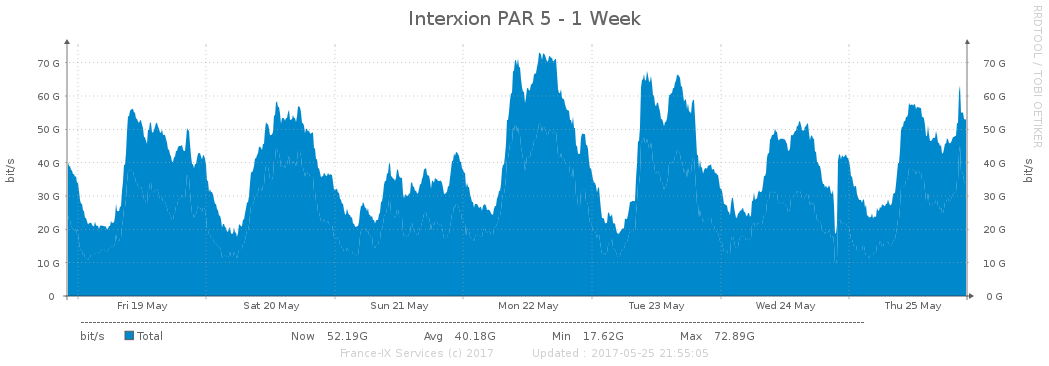 Interxion PAR 5 - 1 Week
RRDTOOL / TOBI OETIKER
bit/s
70 G 70 G
60 G 60 G
50 G 50 G
40 G 40 G
30 G 30 G
20 G 20 G
10 G 10 G
0 0 G
bit/s
Fri 19 May Sat 20 May Sun 21 May Mon 22 May Tue 23 May Wed 24 May Thu 25 May
bit/s Total Now 52.19G Avg 40.18G Min 17.62G Max 72.89G
France-IX Services (c) 2017 Updated : 2017-05-25 21:55:05